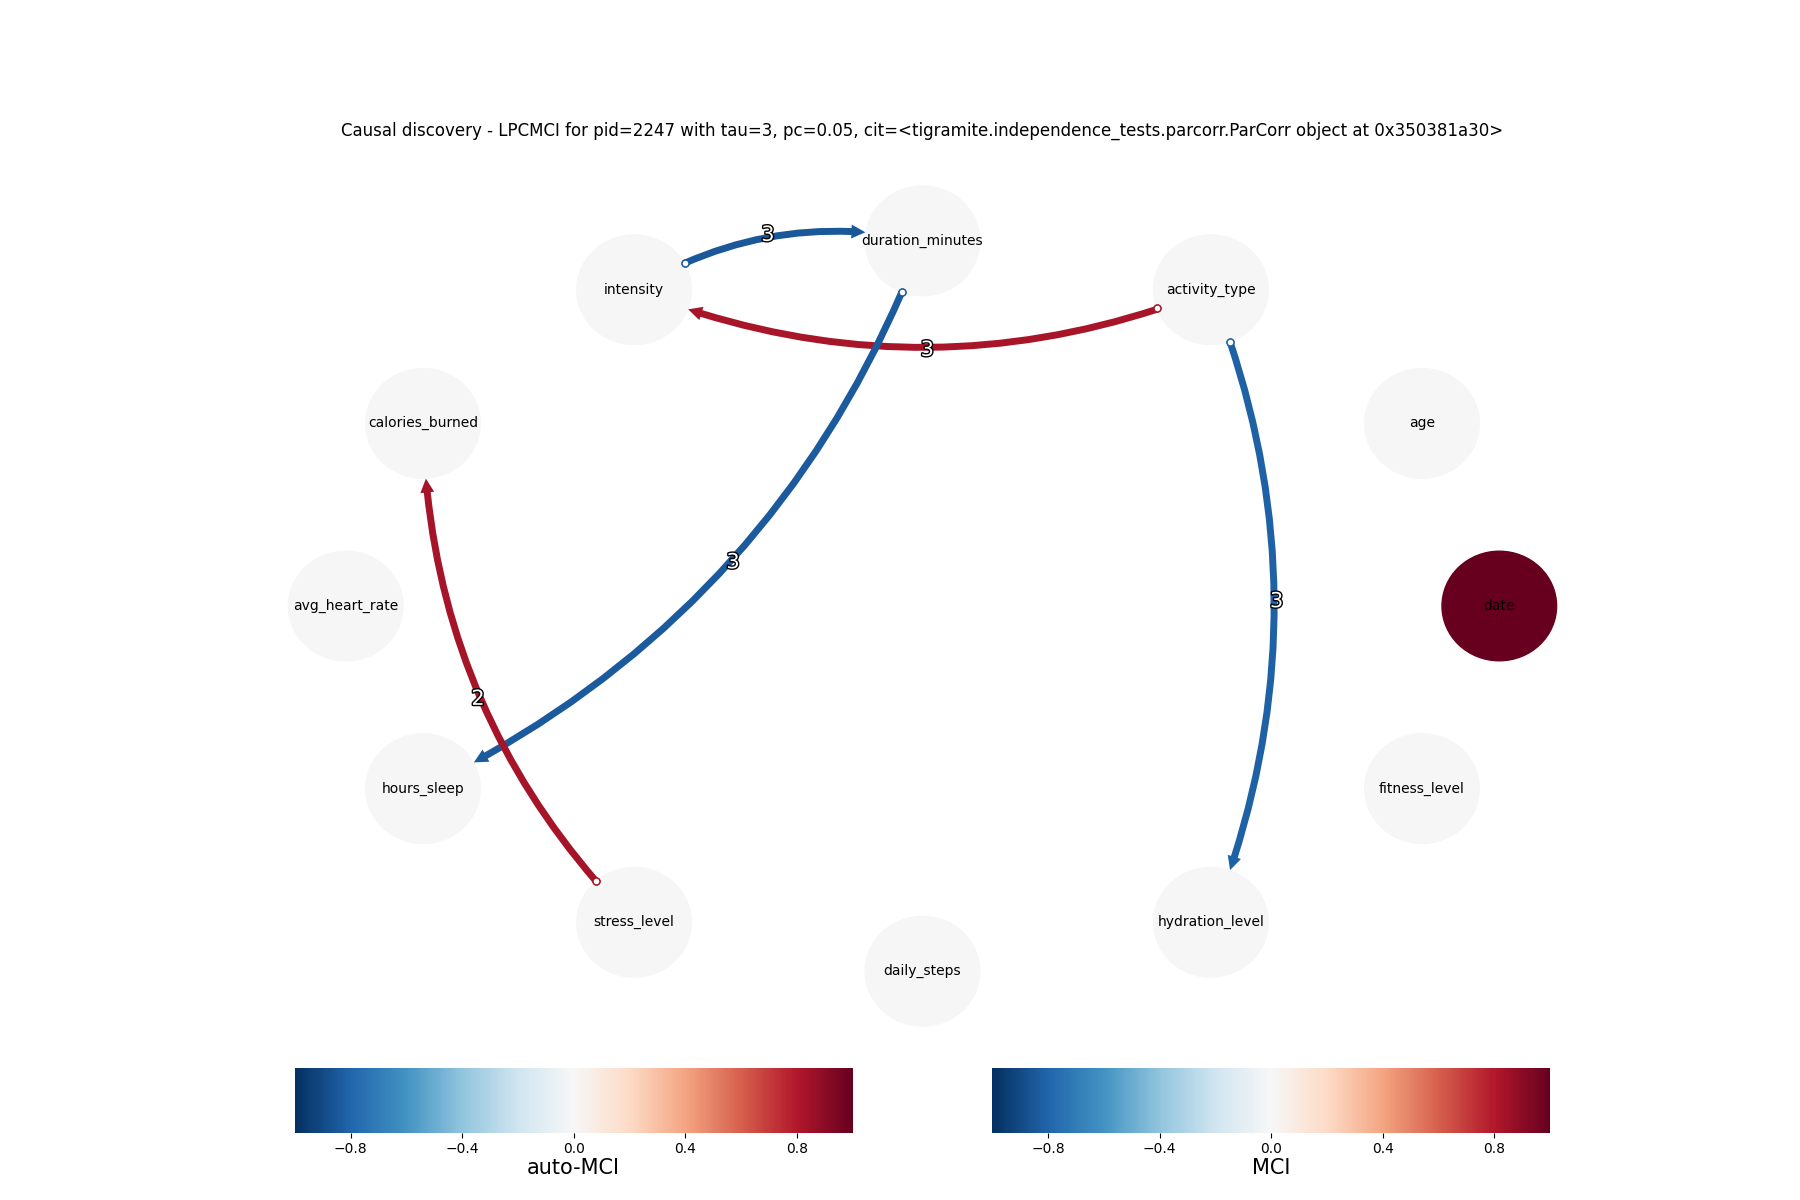 Causal discovery - LPCMCI for pid=2247 with tau=3, pc=0.05, cit=<tigramite.independence_tests.parcorr.ParCorr object at 0x350381a30>
3
duration_minutes
intensity
activity_type
3
calories_burned
age
3
3
avg_heart_rate
date
2
hours_sleep
fitness_level
stress_level
hydration_level
daily_steps
−0.8 −0.4 0.0 0.4 0.8
auto-MCI
−0.8 −0.4 0.0 0.4 0.8
MCI